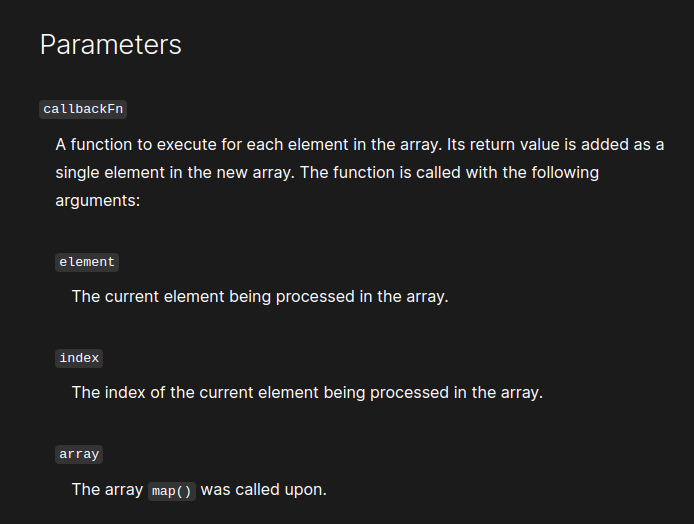 Parameters
callbackFn
A function to execute for each element in the array. Its return value is added as a
single element in the new array. The function is called with the following
arguments:
element
The current element being processed in the array.
index
The index of the current element being processed in the array.
array
The array map() was called upon.